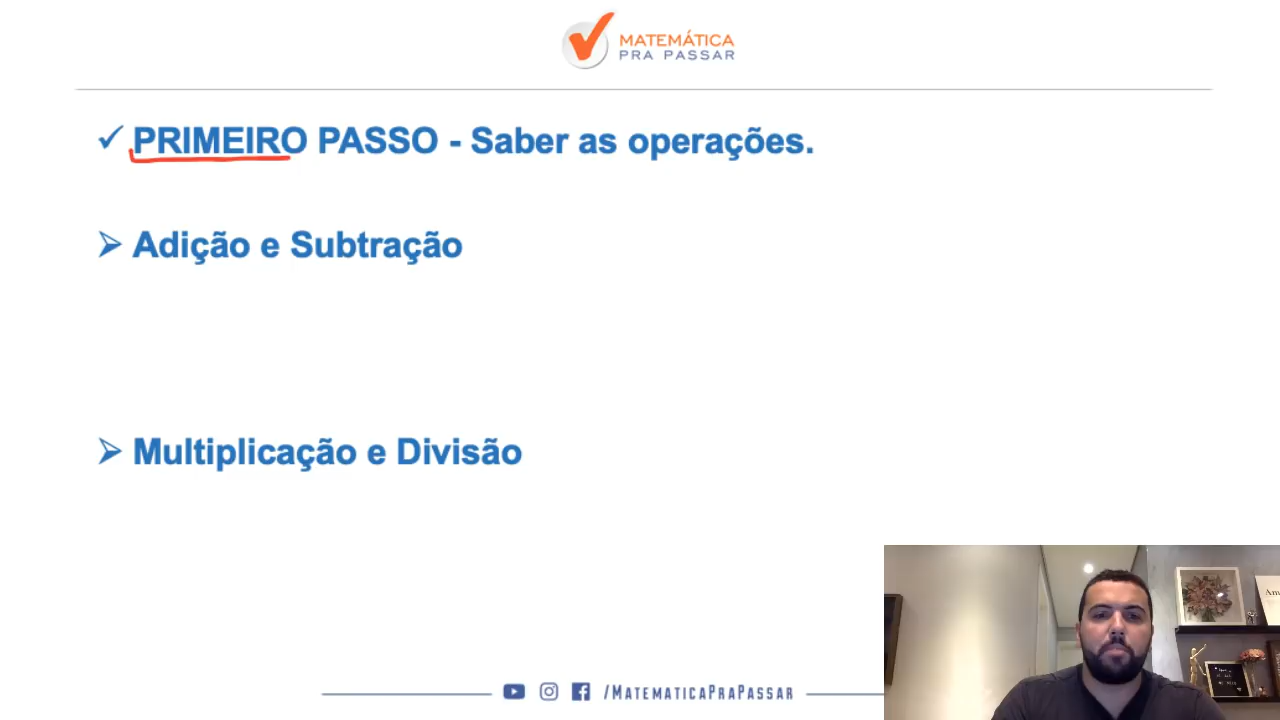 MATEMÁTICA
PRA PASSAR
✓ PRIMEIRO PASSO - Saber as operações.
➢ Adição e Subtração
➢ Multiplicação e Divisão
/MATEMATICAPRAPASSAR